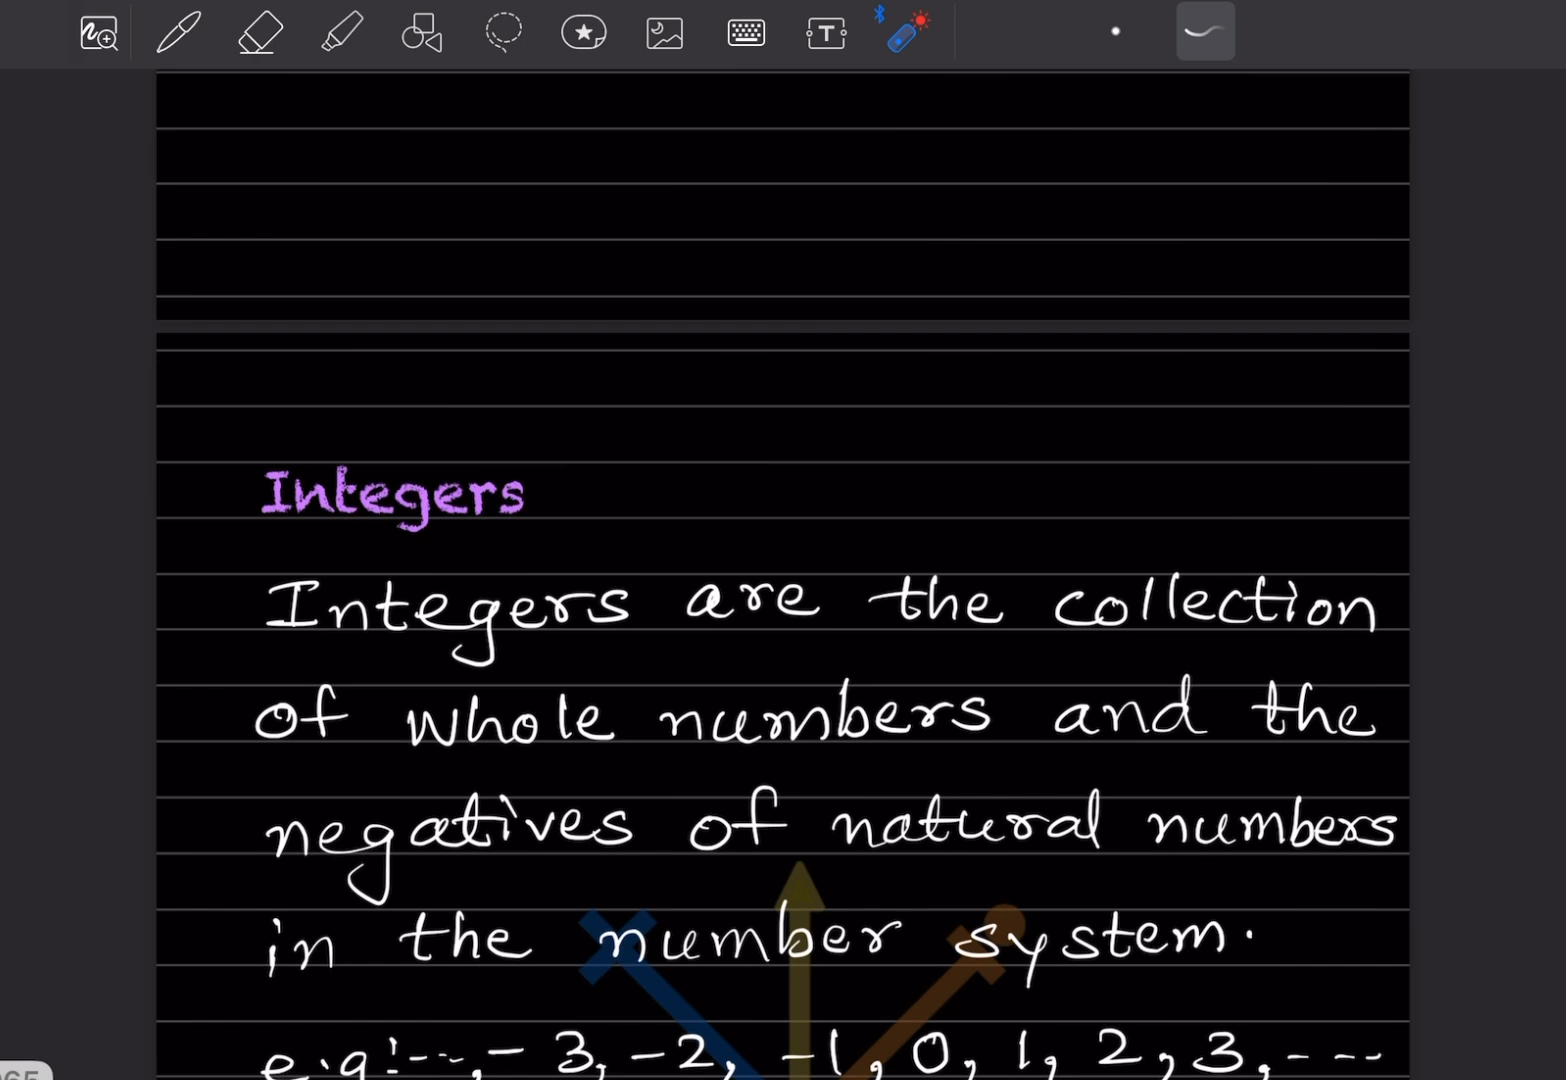 Integers
Integers are the collection
of whole numbers and the
negatives of natural numbers
in the number system.
e.g:---, -3, -2, -1, 0, 1, 2, 3, ---